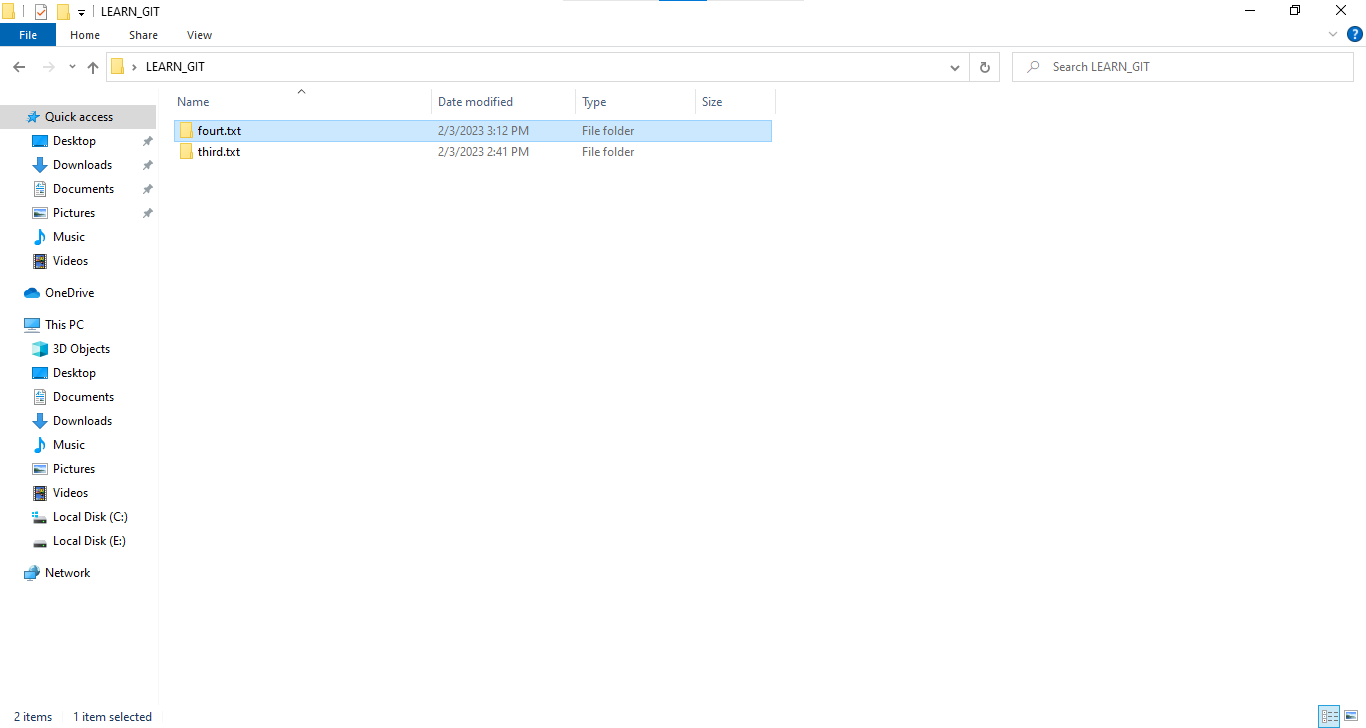 LEARN_GIT
File Home Share View ?
LEARN_GIT Search LEARN_GIT
Name Date modified Type Size
fourt.txt 2/3/2023 3:12 PM File folder
third.txt 2/3/2023 2:41 PM File folder
Quick access
Desktop
Downloads
Documents
Pictures
Music
Videos
OneDrive
This PC
3D Objects
Desktop
Documents
Downloads
Music
Pictures
Videos
Local Disk (C:)
Local Disk (E:)
Network
2 items 1 item selected